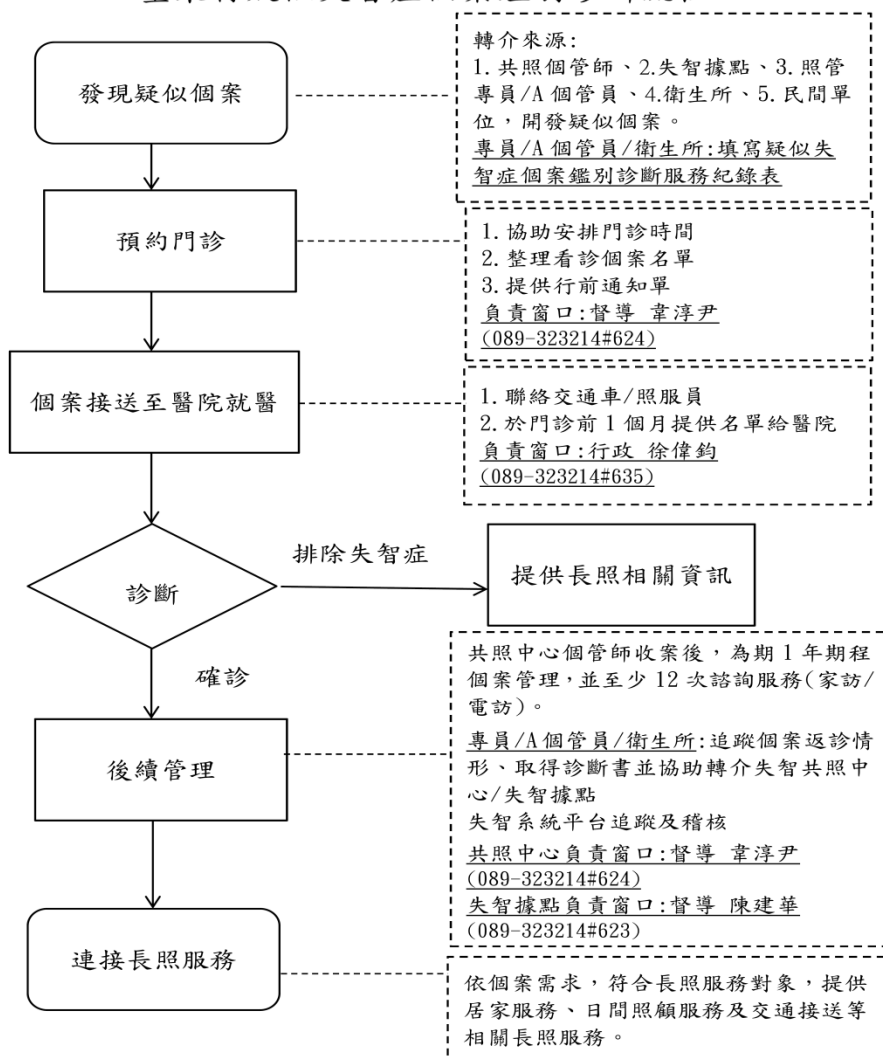 發現疑似個案
轉介來源:
1.共照個管師、2.失智據點、3.照管
專員/A個管員、4.衛生所、5.民間單
位，開發疑似個案。
專員/A個管員/衛生所:填寫疑似失
智症個案鑑別診斷服務紀錄表
預約門診
1.協助安排門診時間
2.整理看診個案名單
3.提供行前通知單
負責窗口:督導 韋淳尹
(089-323214#624)
個案接送至醫院就醫
1.聯絡交通車/照服員
2.於門診前1個月提供名單給醫院
負責窗口:行政 徐偉鈞
(089-323214#635)
診斷
排除失智症
提供長照相關資訊
確診
後續管理
共照中心個管師收案後，為期1年期程
個案管理，並至少12次諮詢服務(家訪/
電訪)。
專員/A個管員/衛生所:追蹤個案返診情
形、取得診斷書並協助轉介失智共照中
心/失智據點
失智系統平台追蹤及稽核
共照中心負責窗口:督導 韋淳尹
(089-323214#624)
失智據點負責窗口:督導 陳建華
(089-323214#623)
連接長照服務
依個案需求，符合長照服務對象，提供
居家服務、日間照顧服務及交通接送等
相關長照服務。